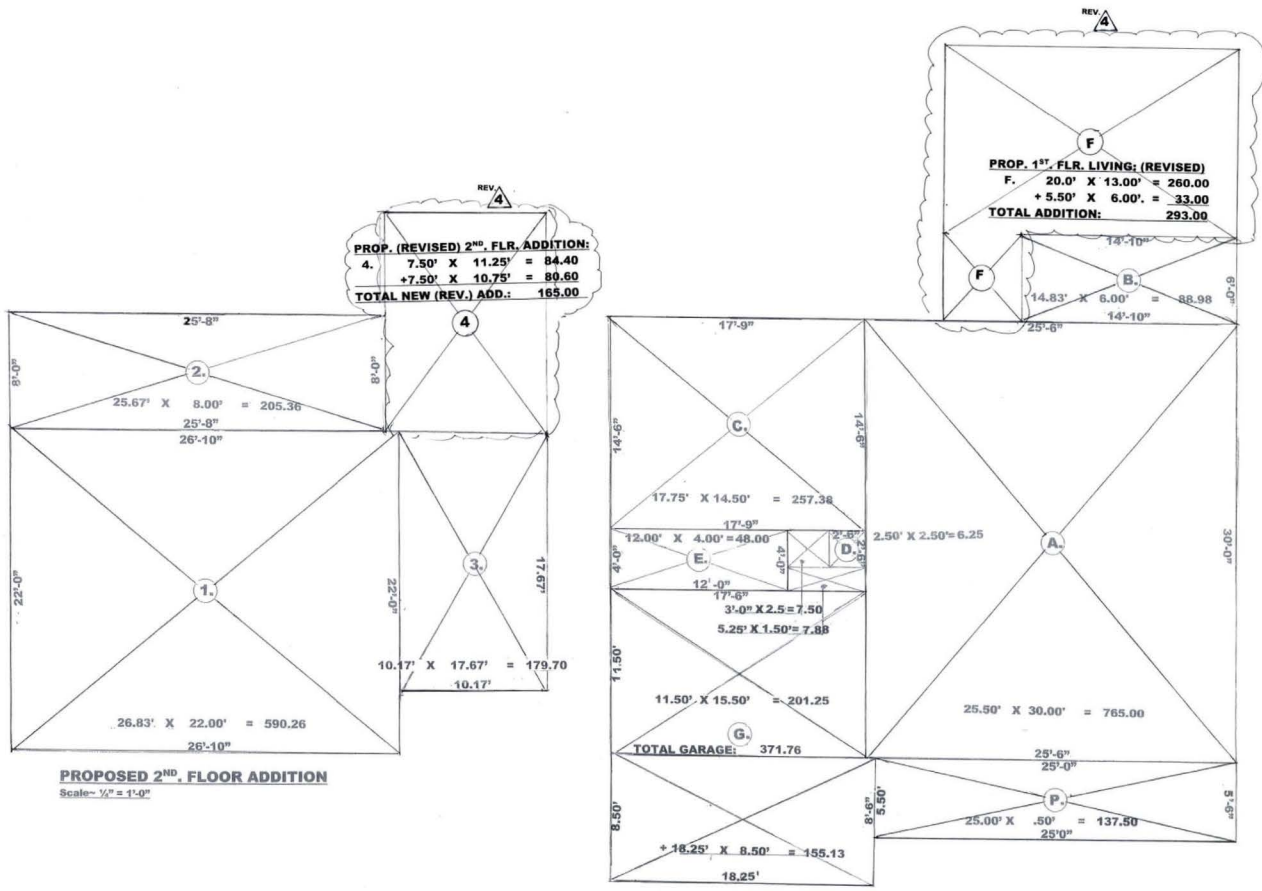 REV. 4
PROP. (REVISED) 2ND. FLR. ADDITION:
4. 7.50' X 11.25' = 84.40
+7.50' X 10.75' = 80.60
TOTAL NEW (REV.) ADD.: 165.00
4
25'-8"
8'-0"
2.
8'-0"
25.67' X 8.00' = 205.36
25'-8"
26'-10"
22'-0"
1.
22'-0"
3.
17.67'
10.17' X 17.67' = 179.70
10.17'
26.83' X 22.00' = 590.26
26'-10"
PROPOSED 2ND. FLOOR ADDITION
Scale~ ⅛" = 1'-0"
REV. 4
F
PROP. 1ST. FLR. LIVING; (REVISED)
F. 20.0' X 13.00' = 260.00
+ 5.50' X 6.00'. = 33.00
TOTAL ADDITION: 293.00
F
14'-10"
B.
6'-0"
14.83' X 6.00' = 88.98
14'-10"
17'-9"
25'-6"
14'-6"
C.
14'-6"
17.75' X 14.50' = 257.38
17'-9"
12.00' X 4.00' = 48.00
2'-6"
D.
2'-6"
2.50' X 2.50' = 6.25
A.
30'-0"
4'-0"
E.
4'-0"
12'-0"
17'-6"
3'-0" X 2.5 = 7.50
5.25' X 1.50' = 7.88
11.50'
11.50' X 15.50' = 201.25
25.50' X 30.00' = 765.00
G.
TOTAL GARAGE: 371.76
25'-6"
25'-0"
8.50'
8'-6"
5.50'
P.
5'-6"
25.00' X .50' = 137.50
25'0"
+ 18.25' X 8.50' = 155.13
18.25'